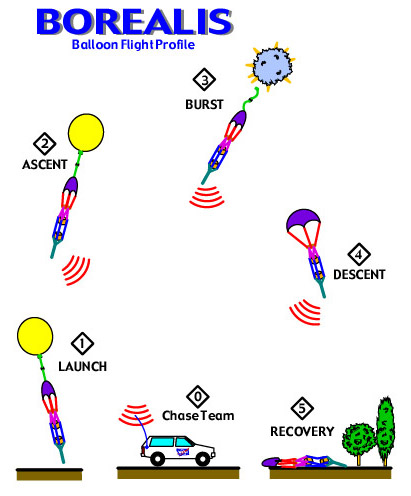 BOREALIS
Balloon Flight Profile
3
BURST
2
ASCENT
4
DESCENT
1
LAUNCH
0
Chase Team
5
RECOVERY